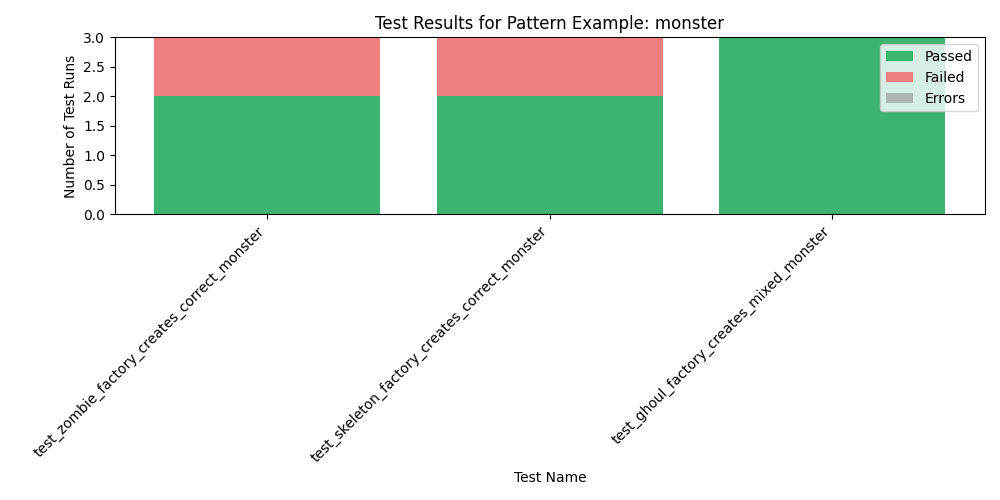 Test Results for Pattern Example: monster
Number of Test Runs
3.0
2.5
2.0
1.5
1.0
0.5
0.0
Passed
Failed
Errors
test_zombie_factory_creates_correct_monster
test_skeleton_factory_creates_correct_monster
test_ghoul_factory_creates_mixed_monster
Test Name